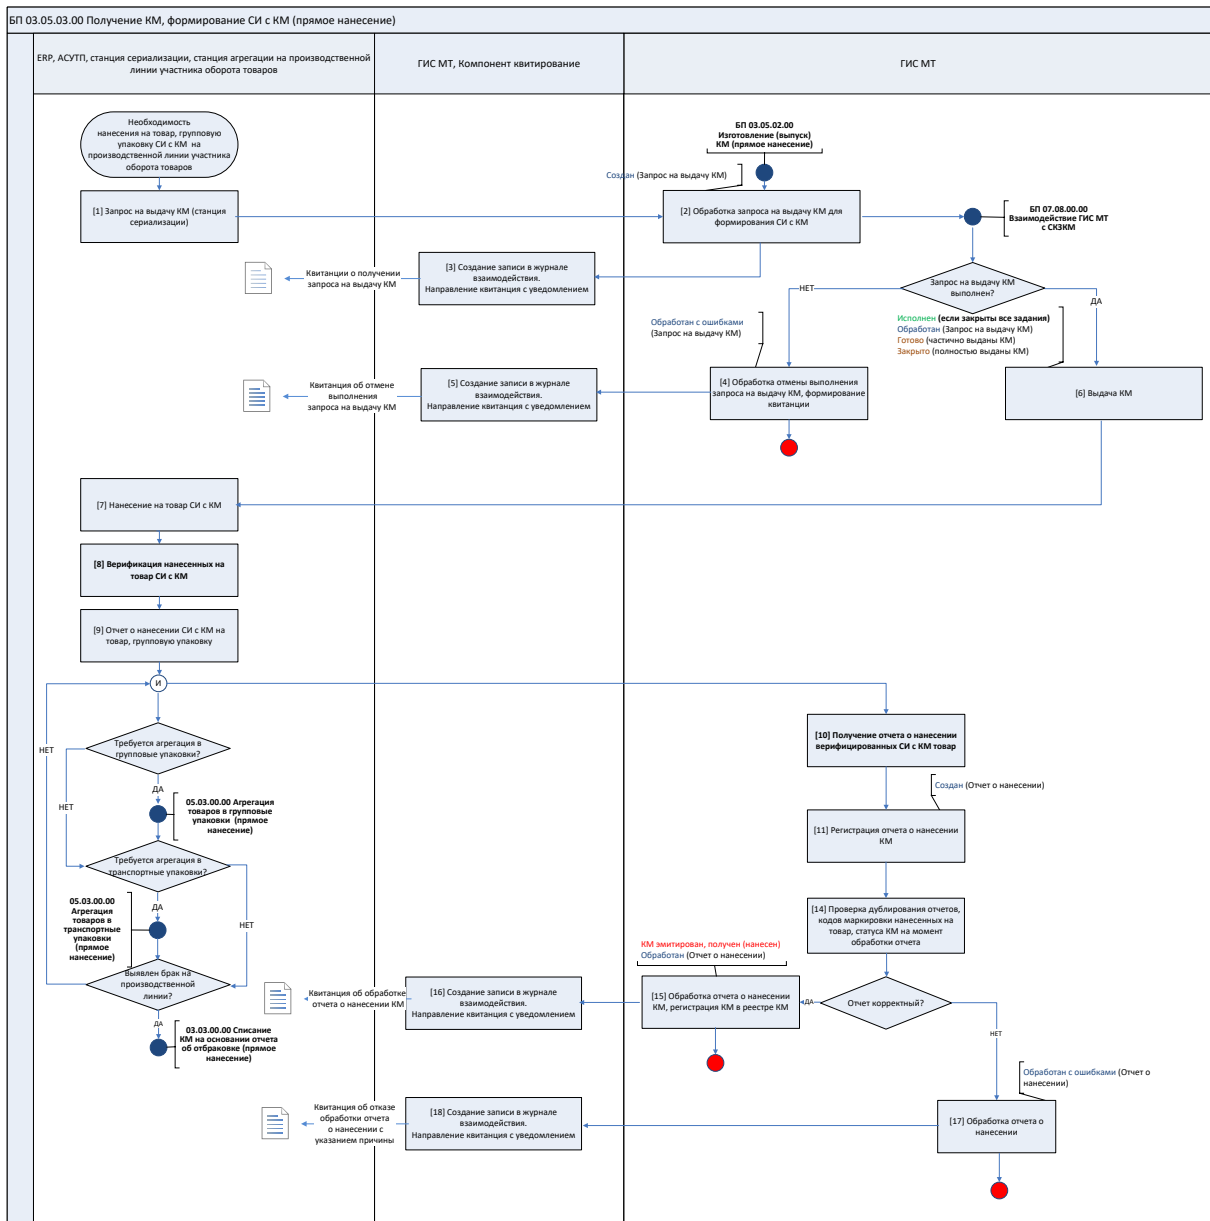 БП 03.05.03.00 Получение КМ, формирование СИ с КМ (прямое нанесение)
ERP, АСУТП, станция сериализации, станция агрегации на производственной
линии участника оборота товаров
ГИС МТ, Компонент квитирование
ГИС МТ
Необходимость
нанесения на товар, групповую
упаковку СИ с КМ на
производственной линии участника
оборота товаров
БП 03.05.02.00
Изготовление (выпуск)
КМ (прямое нанесение)
Создан (Запрос на выдачу КМ)
[1] Запрос на выдачу КМ (станция
сериализации)
[2] Обработка запроса на выдачу КМ для
формирования СИ с КМ
БП 07.08.00.00
Взаимодействие ГИС МТ
с СКЗКМ
Квитанции о получении
запроса на выдачу КМ
[3] Создание записи в журнале
взаимодействия.
Направление квитанция с уведомлением
Запрос на выдачу КМ
выполнен?
НЕТ
ДА
Обработан с ошибками
(Запрос на выдачу КМ)
Исполнен (если закрыты все задания)
Обработан (Запрос на выдачу КМ)
Готово (частично выданы КМ)
Закрыто (полностью выданы КМ)
Квитанция об отмене
выполнения
запроса на выдачу КМ
[5] Создание записи в журнале
взаимодействия.
Направление квитанция с уведомлением
[4] Обработка отмены выполнения
запроса на выдачу КМ, формирование
квитанции
[6] Выдача КМ
[7] Нанесение на товар СИ с КМ
[8] Верификация нанесенных на
товар СИ с КМ
[9] Отчет о нанесении СИ с КМ на
товар, групповую упаковку
И
НЕТ
Требуется агрегация в
групповые упаковки?
[10] Получение отчета о нанесении
верифицированных СИ с КМ товар
ДА
НЕТ
05.03.00.00 Агрегация
товаров в групповые
упаковки (прямое
нанесение)
Создан (Отчет о нанесении)
[11] Регистрация отчета о нанесении
КМ
Требуется агрегация в
транспортные упаковки?
ДА
НЕТ
05.03.00.00
Агрегация
товаров в
транспортные
упаковки
(прямое
нанесение)
[14] Проверка дублирования отчетов,
кодов маркировки нанесенных на
товар, статуса КМ на момент
обработки отчета
КМ эмитирован, получен (нанесен)
Обработан (Отчет о нанесении)
Выявлен брак на
производственной
линии?
Квитанция об обработке
отчета о нанесении КМ
[16] Создание записи в журнале
взаимодействия.
Направление квитанция с уведомлением
[15] Обработка отчета о нанесении
КМ, регистрация КМ в реестре КМ
ДА
Отчет корректный?
НЕТ
ДА
03.03.00.00 Списание
КМ на основании отчета
об отбраковке (прямое
нанесение)
Обработан с ошибками (Отчет о
нанесении)
Квитанция об отказе
обработки отчета
о нанесении с
указанием причины
[18] Создание записи в журнале
взаимодействия.
Направление квитанция с уведомлением
[17] Обработка отчета о
нанесении